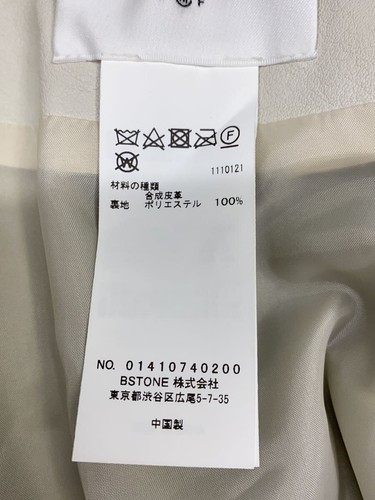 F
F
W
1110121
材料の種類
合成皮革
裏地 ポリエステル 100%
NO. 01410740200
BSTONE 株式会社
東京都渋谷区広尾5-7-35
中国製